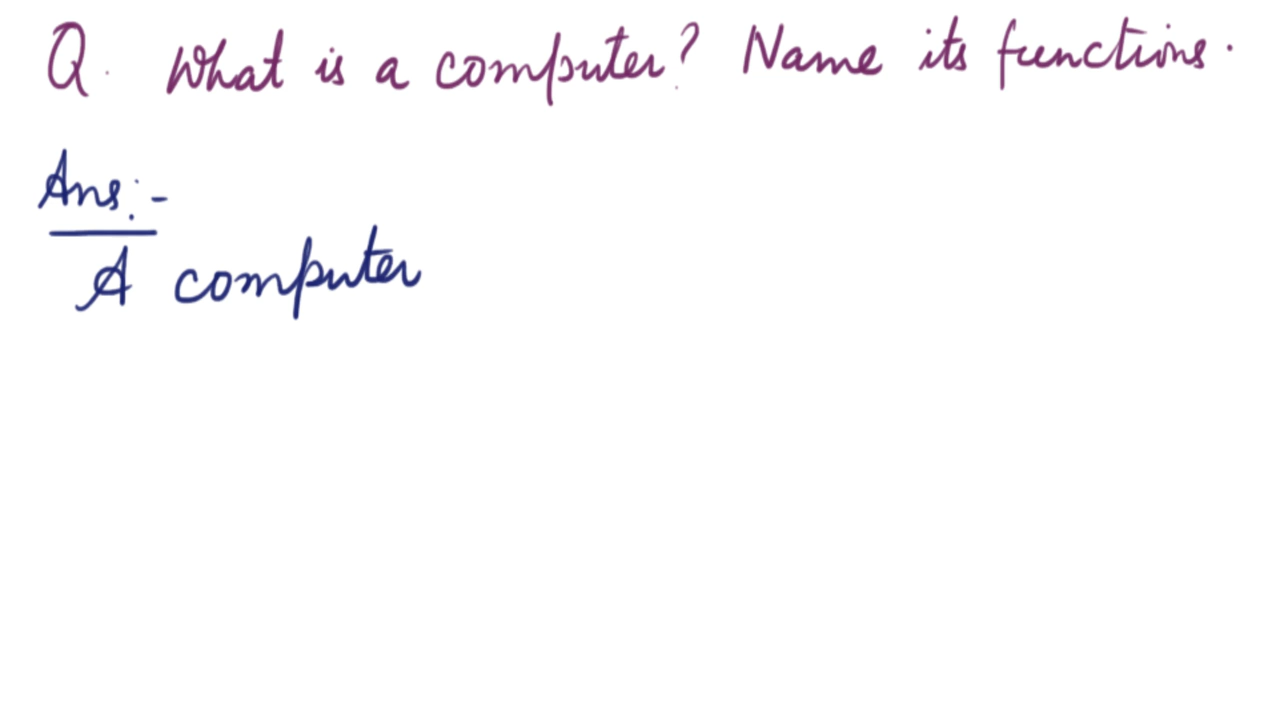 Q. What is a computer? Name its functions.
Ans:-
A computer